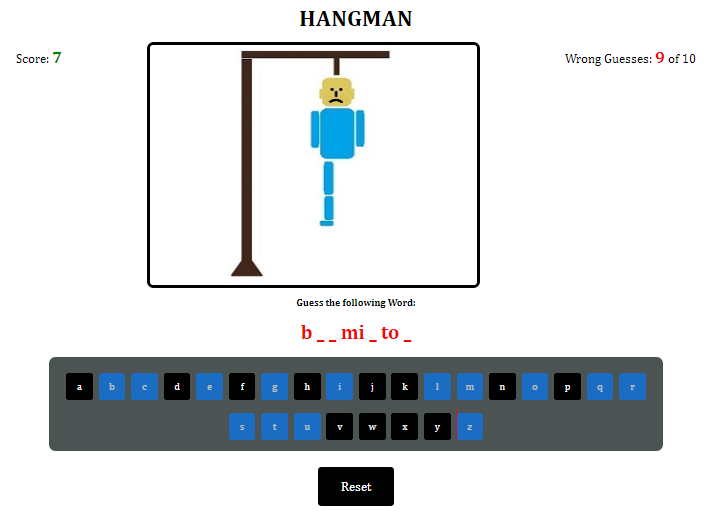 HANGMAN
Score: 7
Wrong Guesses: 9 of 10
Guess the following Word:
b _ _ mi _ to _
a b c d e f g h i j k l m n o p q r
s t u v w x y z
Reset